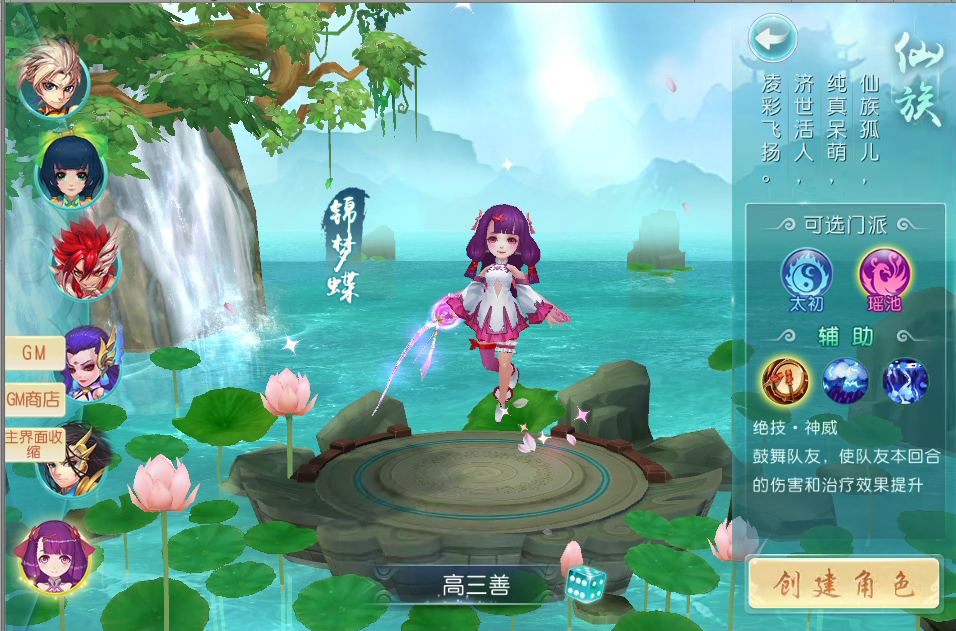 仙族
仙族孤儿，
纯真呆萌，
济世活人，
凌彩飞扬。
锦梦蝶
GM
GM商店
主界面收
缩
可选门派
太初
瑶池
辅助
绝技·神威
鼓舞队友，使队友本回合
的伤害和治疗效果提升
高三善
创建角色